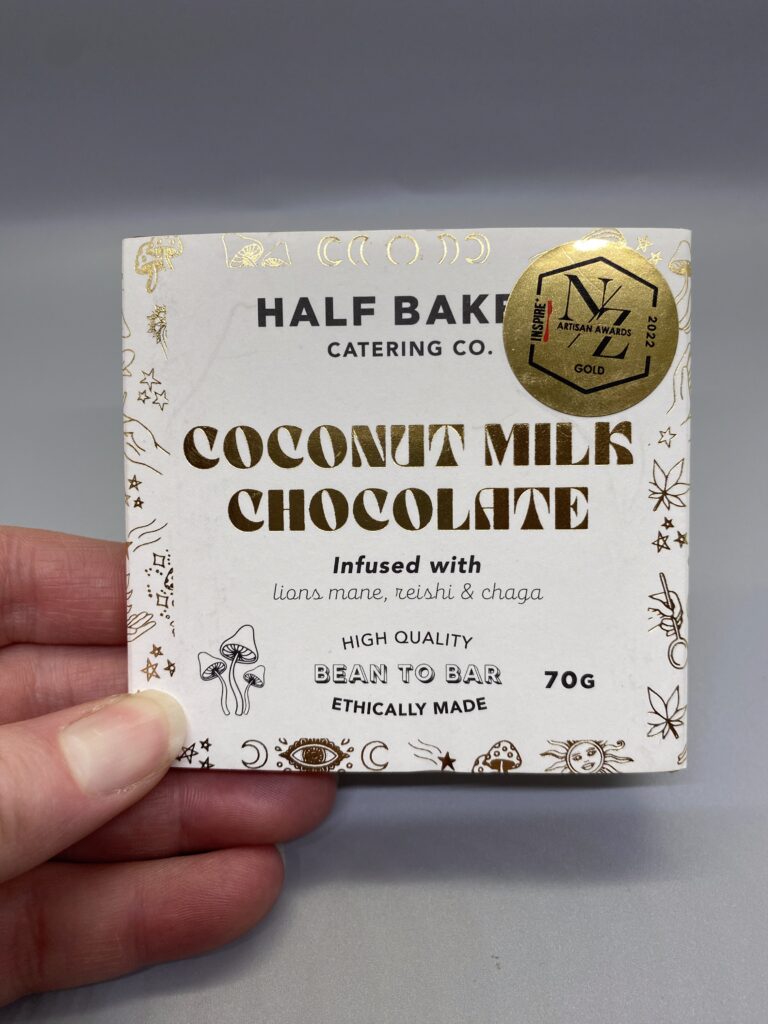 HALF BAKE
CATERING CO.
INSPIRE+
NZ
ARTISAN AWARDS
2022
GOLD
COCONUT MILK
CHOCOLATE
Infused with
lions mane, reishi & chaga
HIGH QUALITY
BEAN TO BAR
ETHICALLY MADE
70G